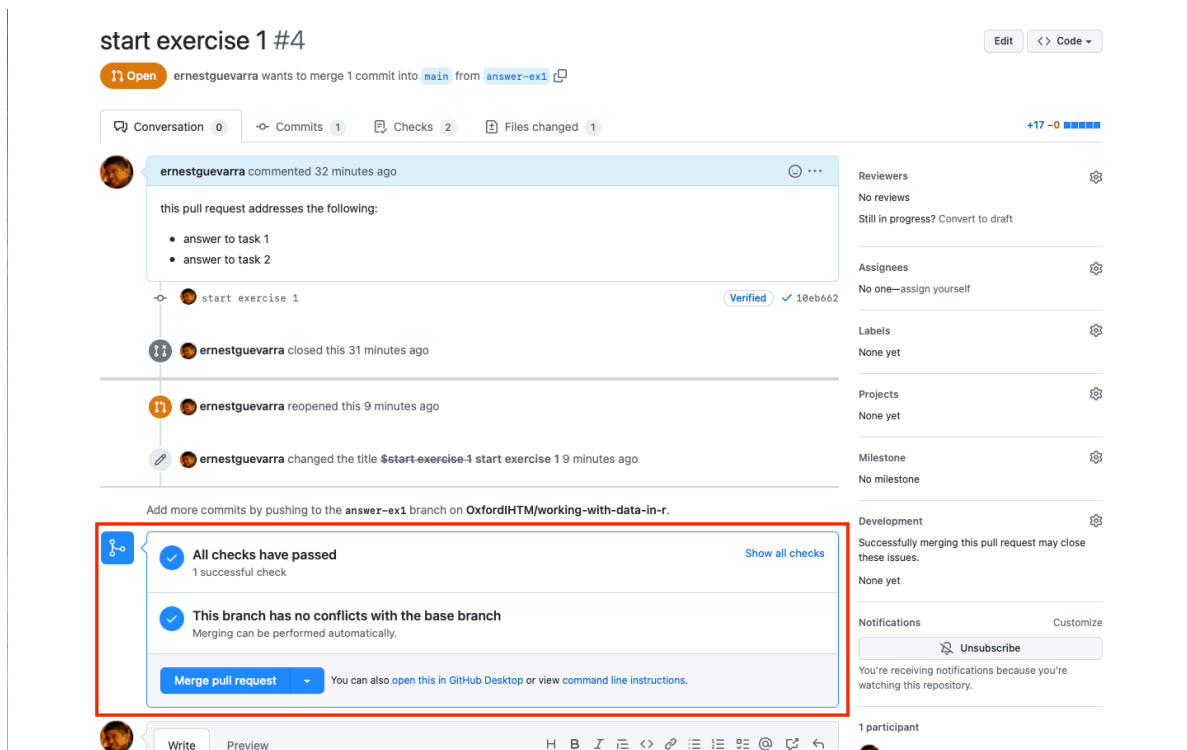 start exercise 1 #4
Edit
<> Code
Open
ernestguevarra wants to merge 1 commit into main from answer-ex1
Conversation 0
Commits 1
Checks 2
Files changed 1
+17 −0
ernestguevarra commented 32 minutes ago
this pull request addresses the following:
• answer to task 1
• answer to task 2
start exercise 1
Verified
10eb662
ernestguevarra closed this 31 minutes ago
ernestguevarra reopened this 9 minutes ago
ernestguevarra changed the title $start exercise 1 start exercise 1 9 minutes ago
Add more commits by pushing to the answer-ex1 branch on OxfordIHTM/working-with-data-in-r.
All checks have passed
Show all checks
1 successful check
This branch has no conflicts with the base branch
Merging can be performed automatically.
Merge pull request
You can also open this in GitHub Desktop or view command line instructions.
Write
Preview
H B I <> @
Reviewers
No reviews
Still in progress? Convert to draft
Assignees
No one—assign yourself
Labels
None yet
Projects
None yet
Milestone
No milestone
Development
Successfully merging this pull request may close
these issues.
None yet
Notifications
Customize
Unsubscribe
You're receiving notifications because you're
watching this repository.
1 participant